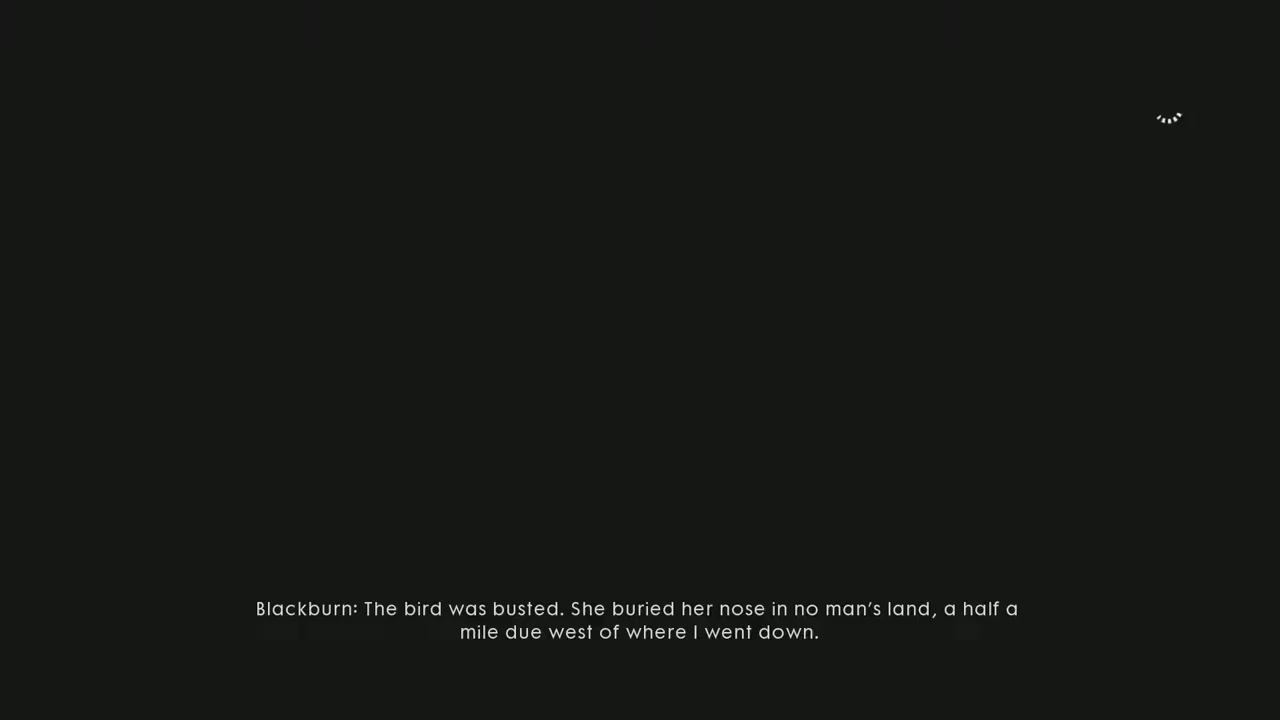 Blackburn: The bird was busted. She buried her nose in no man's land, a half a
mile due west of where I went down.